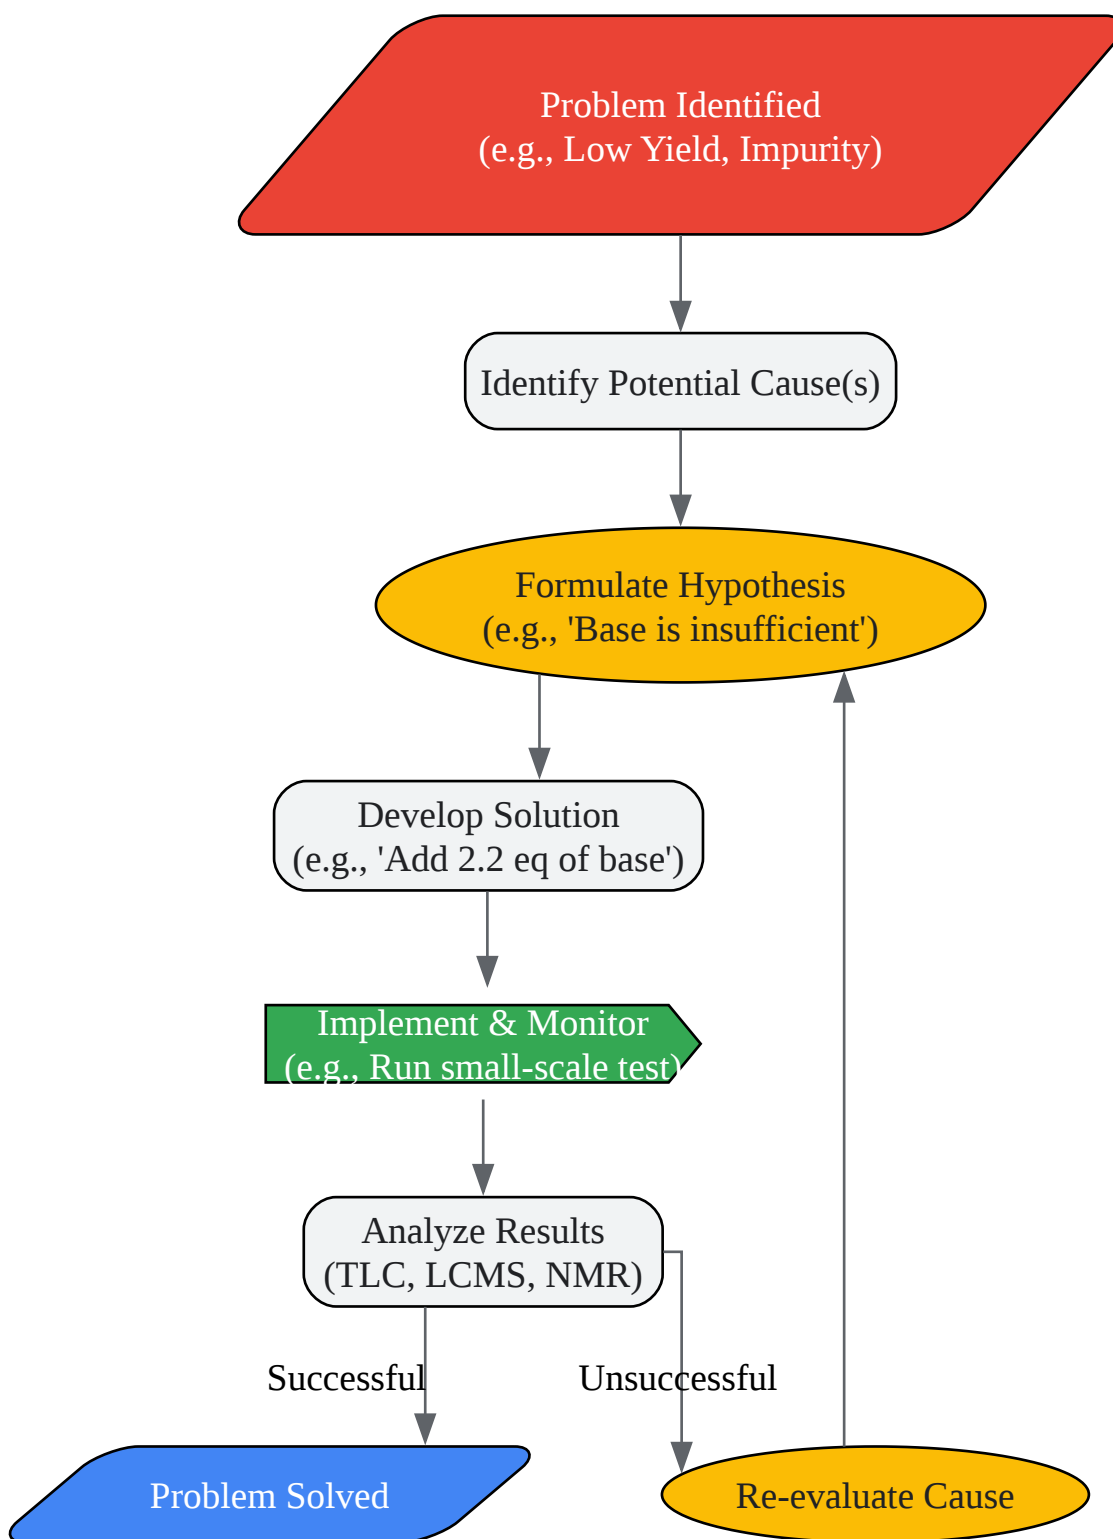 Problem Identified
(e.g., Low Yield, Impurity)
Identify Potential Cause(s)
Formulate Hypothesis
(e.g., 'Base is insufficient')
Develop Solution
(e.g., 'Add 2.2 eq of base')
Implement & Monitor
(e.g., Run small-scale test)
Analyze Results
(TLC, LCMS, NMR)
Successful
Unsuccessful
Problem Solved
Re-evaluate Cause